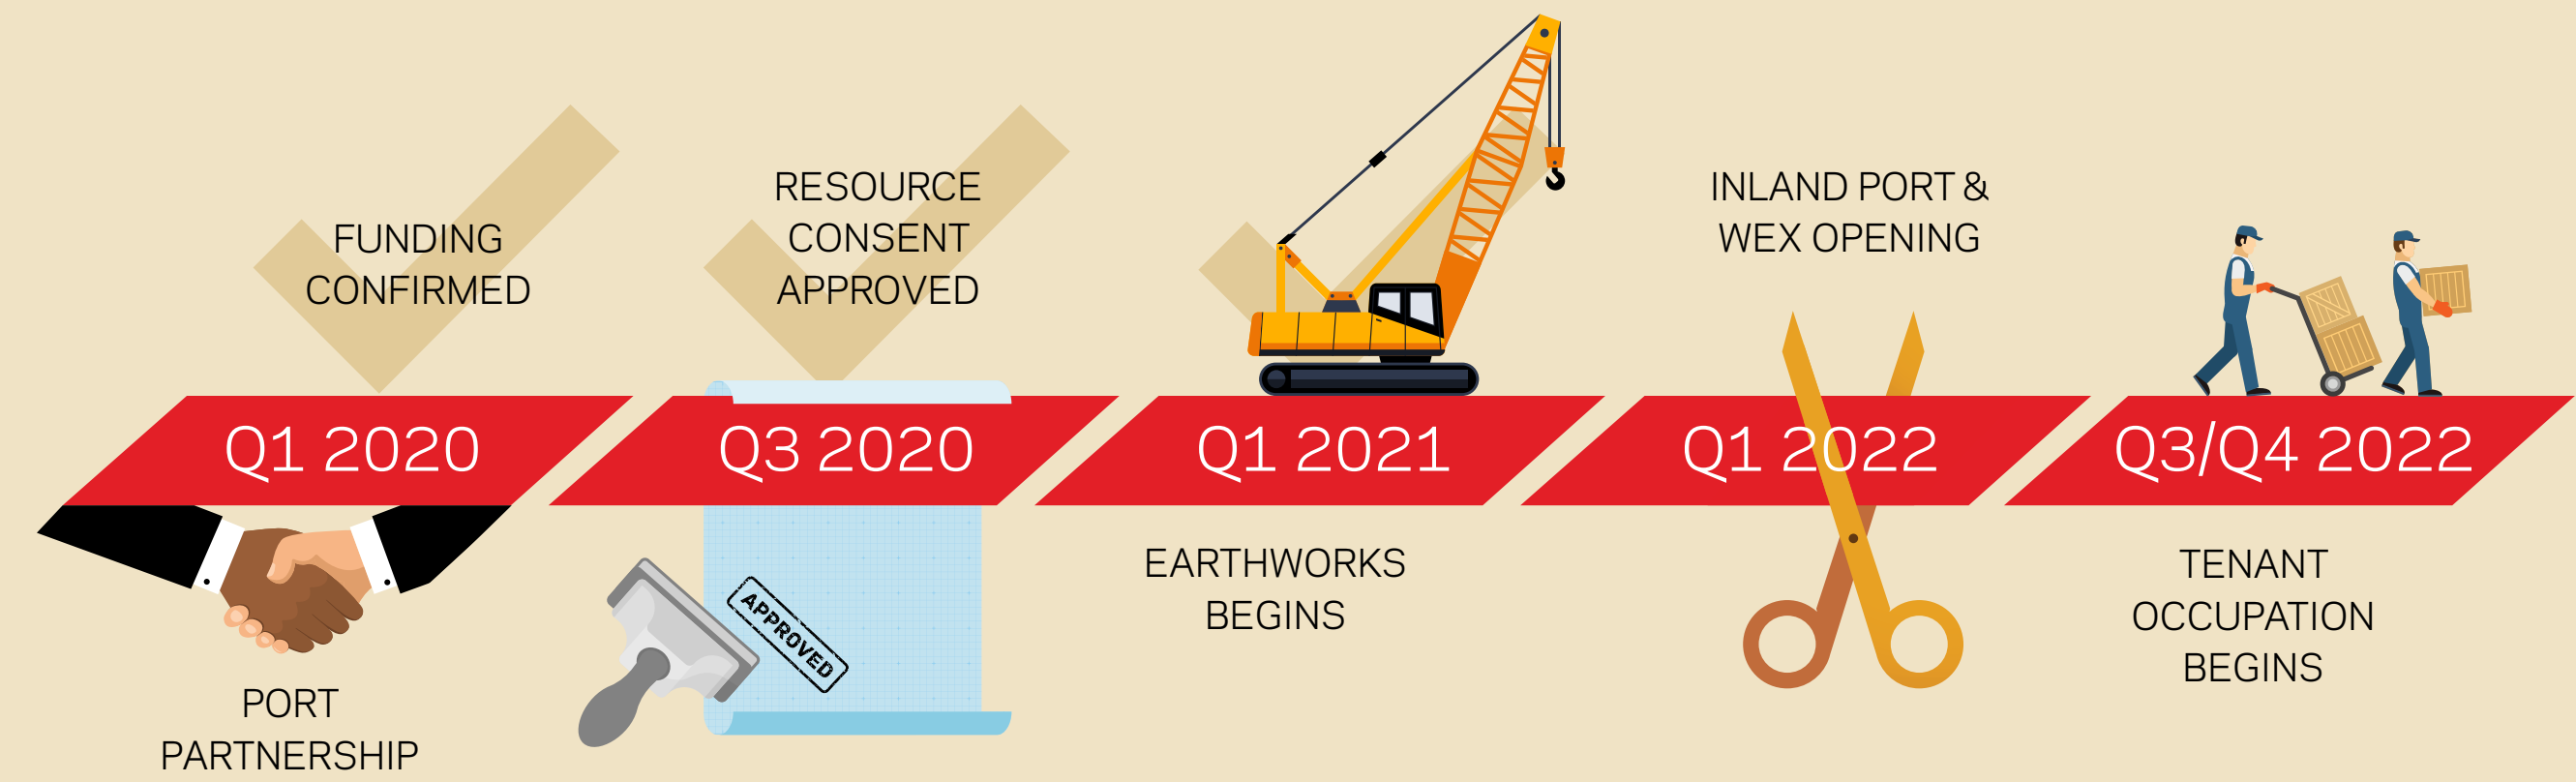 FUNDING
CONFIRMED
Q1 2020
PORT
PARTNERSHIP
RESOURCE
CONSENT
APPROVED
Q3 2020
APPROVED
Q1 2021
EARTHWORKS
BEGINS
INLAND PORT &
WEX OPENING
Q1 2022
Q3/Q4 2022
TENANT
OCCUPATION
BEGINS